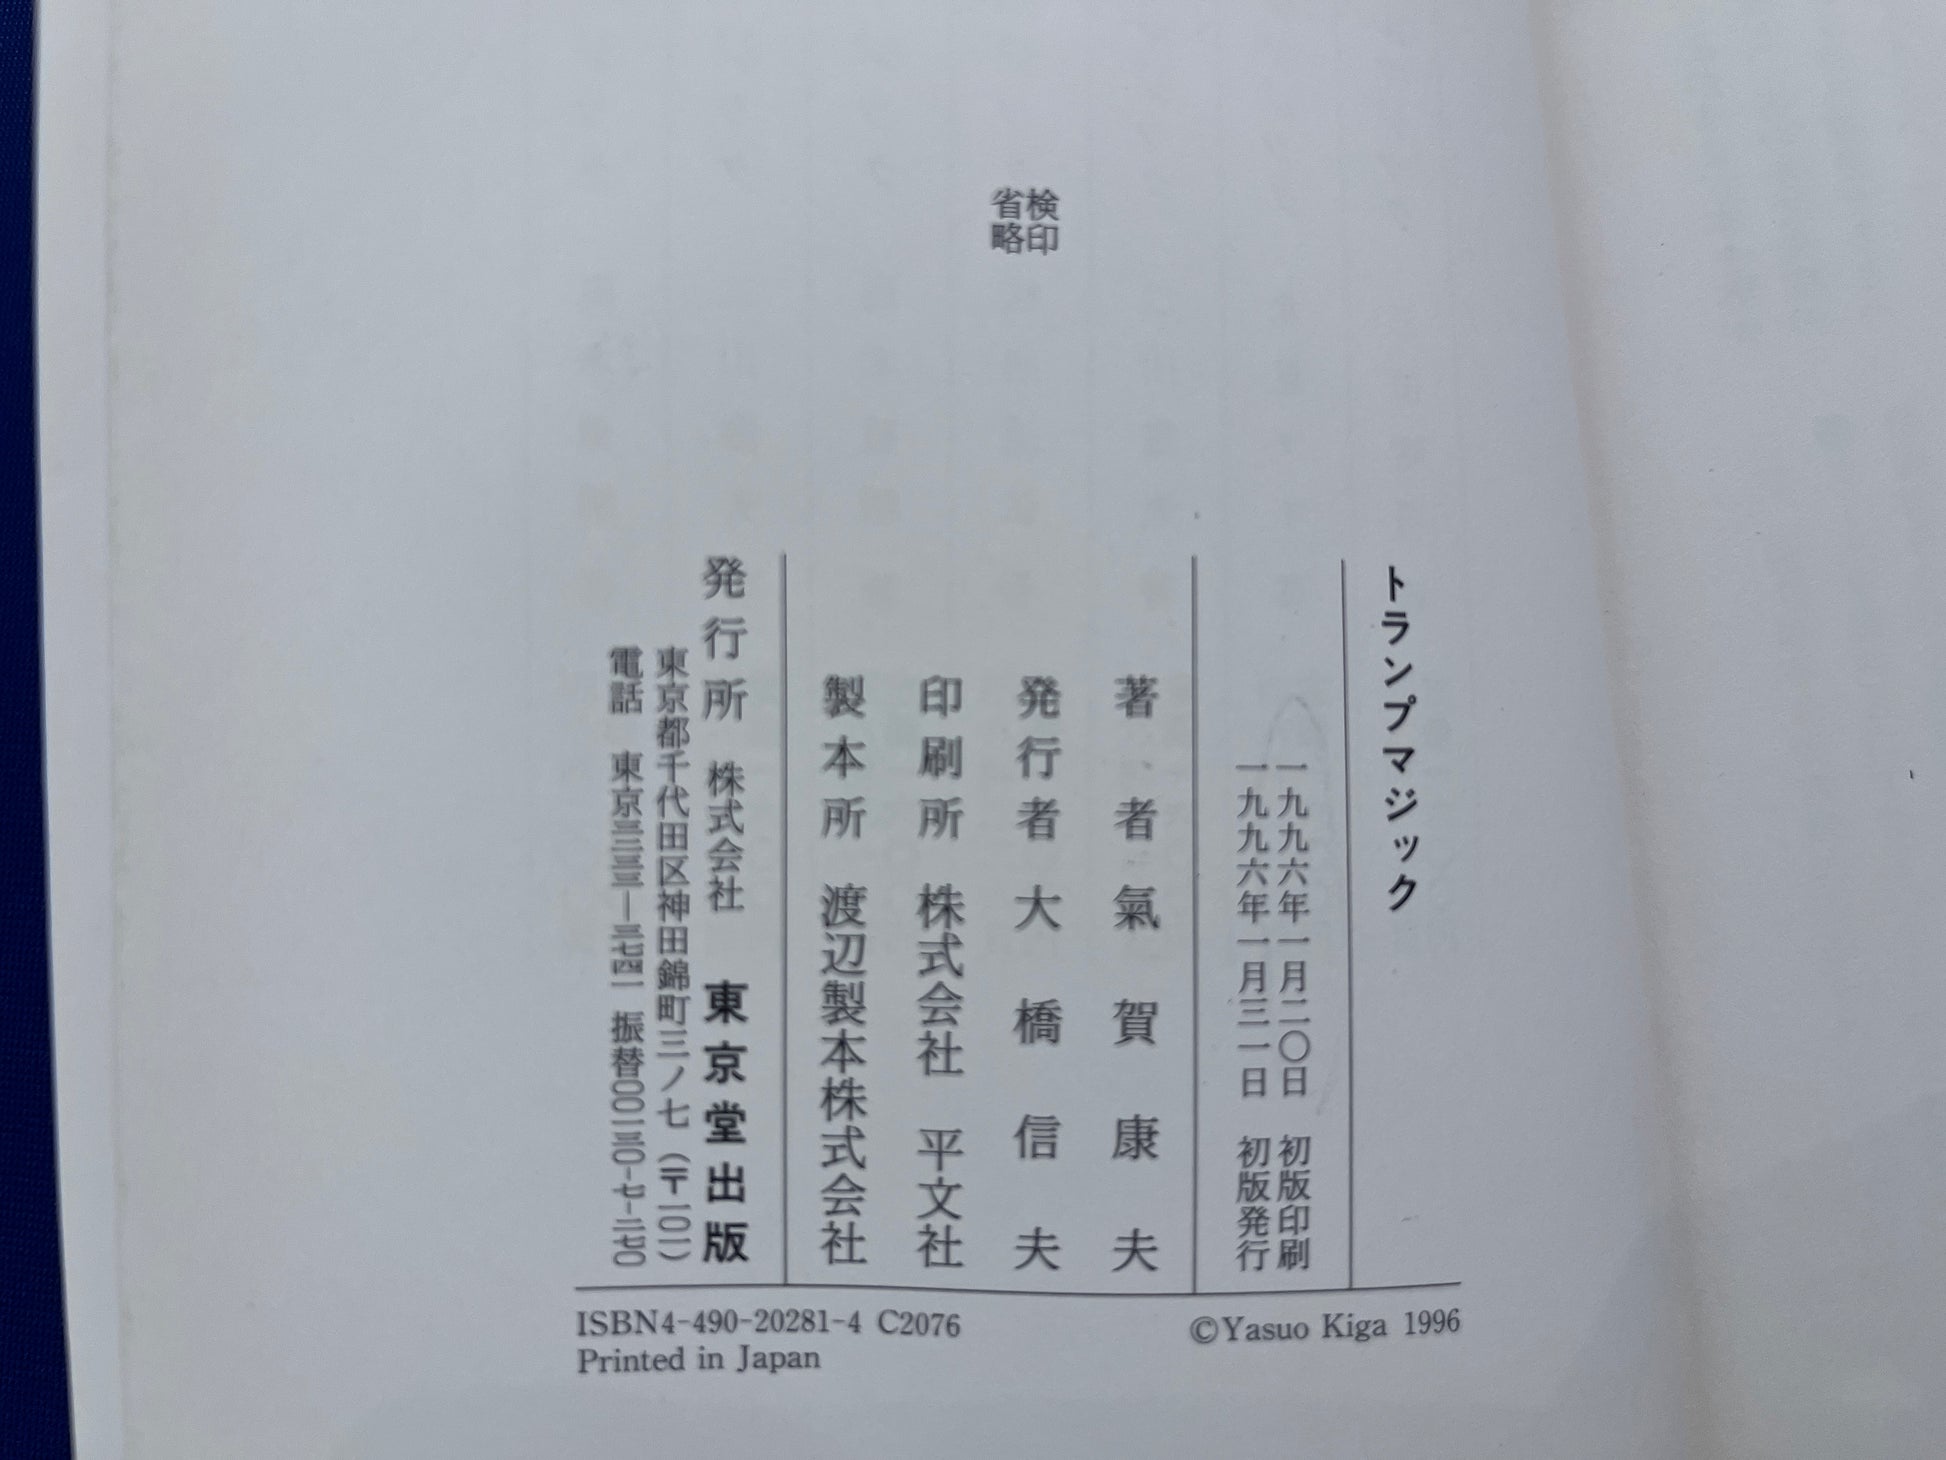 検印
省略
トランプマジック
一九九六年一月二〇日　初版印刷
一九九六年一月三一日　初版発行
著者　氣賀康夫
発行者　大橋信夫
印刷所　株式会社　平文社
製本所　渡辺製本株式会社
発行所　株式会社　東京堂出版
東京都千代田区神田錦町三ノ七（〒一〇一）
電話　東京三二三三―三七四一　振替〇〇一三〇-七-二七〇
©Yasuo Kiga 1996
ISBN4-490-20281-4 C2076
Printed in Japan